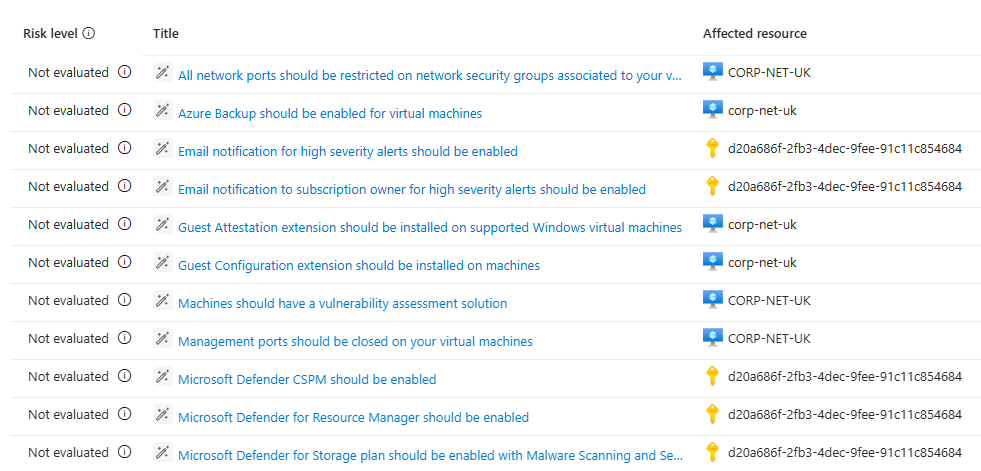 Risk level Title Affected resource
Not evaluated All network ports should be restricted on network security groups associated to your v... CORP-NET-UK
Not evaluated Azure Backup should be enabled for virtual machines corp-net-uk
Not evaluated Email notification for high severity alerts should be enabled d20a686f-2fb3-4dec-9fee-91c11c854684
Not evaluated Email notification to subscription owner for high severity alerts should be enabled d20a686f-2fb3-4dec-9fee-91c11c854684
Not evaluated Guest Attestation extension should be installed on supported Windows virtual machines corp-net-uk
Not evaluated Guest Configuration extension should be installed on machines corp-net-uk
Not evaluated Machines should have a vulnerability assessment solution CORP-NET-UK
Not evaluated Management ports should be closed on your virtual machines CORP-NET-UK
Not evaluated Microsoft Defender CSPM should be enabled d20a686f-2fb3-4dec-9fee-91c11c854684
Not evaluated Microsoft Defender for Resource Manager should be enabled d20a686f-2fb3-4dec-9fee-91c11c854684
Not evaluated Microsoft Defender for Storage plan should be enabled with Malware Scanning and Se... d20a686f-2fb3-4dec-9fee-91c11c854684